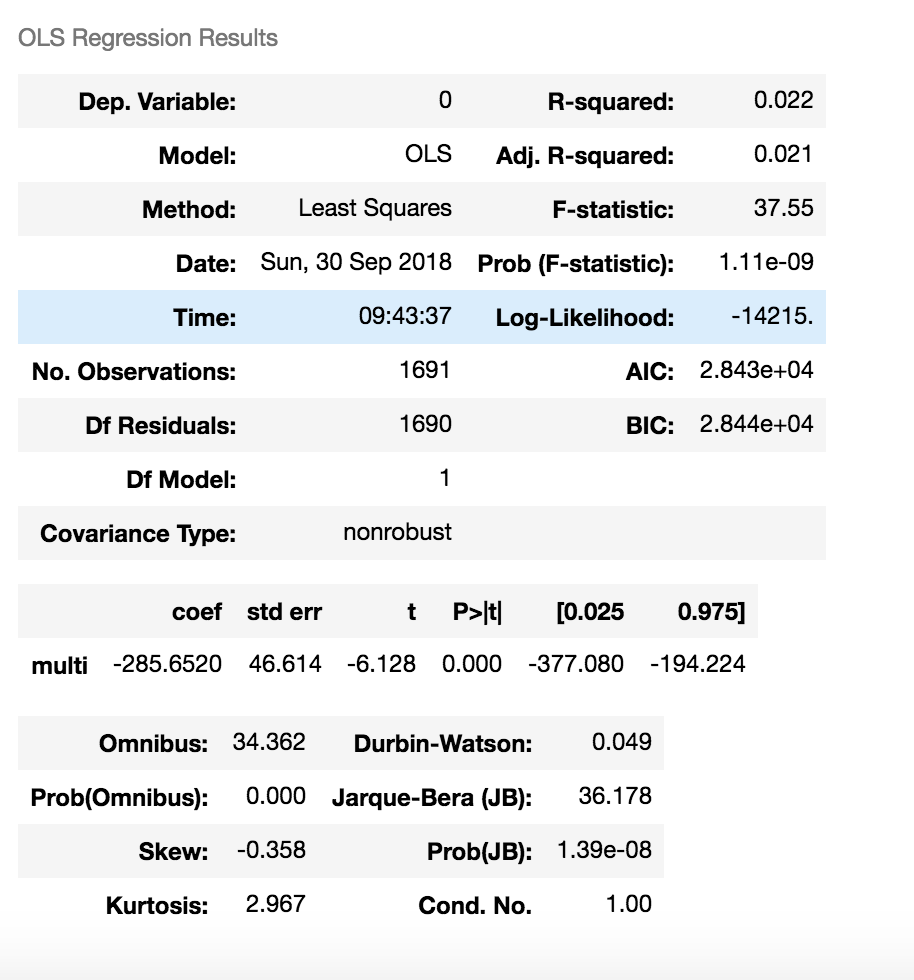 OLS Regression Results
Dep. Variable: 0 R-squared: 0.022
Model: OLS Adj. R-squared: 0.021
Method: Least Squares F-statistic: 37.55
Date: Sun, 30 Sep 2018 Prob (F-statistic): 1.11e-09
Time: 09:43:37 Log-Likelihood: -14215.
No. Observations: 1691 AIC: 2.843e+04
Df Residuals: 1690 BIC: 2.844e+04
Df Model: 1
Covariance Type: nonrobust
coef std err t P>|t| [0.025 0.975]
multi -285.6520 46.614 -6.128 0.000 -377.080 -194.224
Omnibus: 34.362 Durbin-Watson: 0.049
Prob(Omnibus): 0.000 Jarque-Bera (JB): 36.178
Skew: -0.358 Prob(JB): 1.39e-08
Kurtosis: 2.967 Cond. No. 1.00